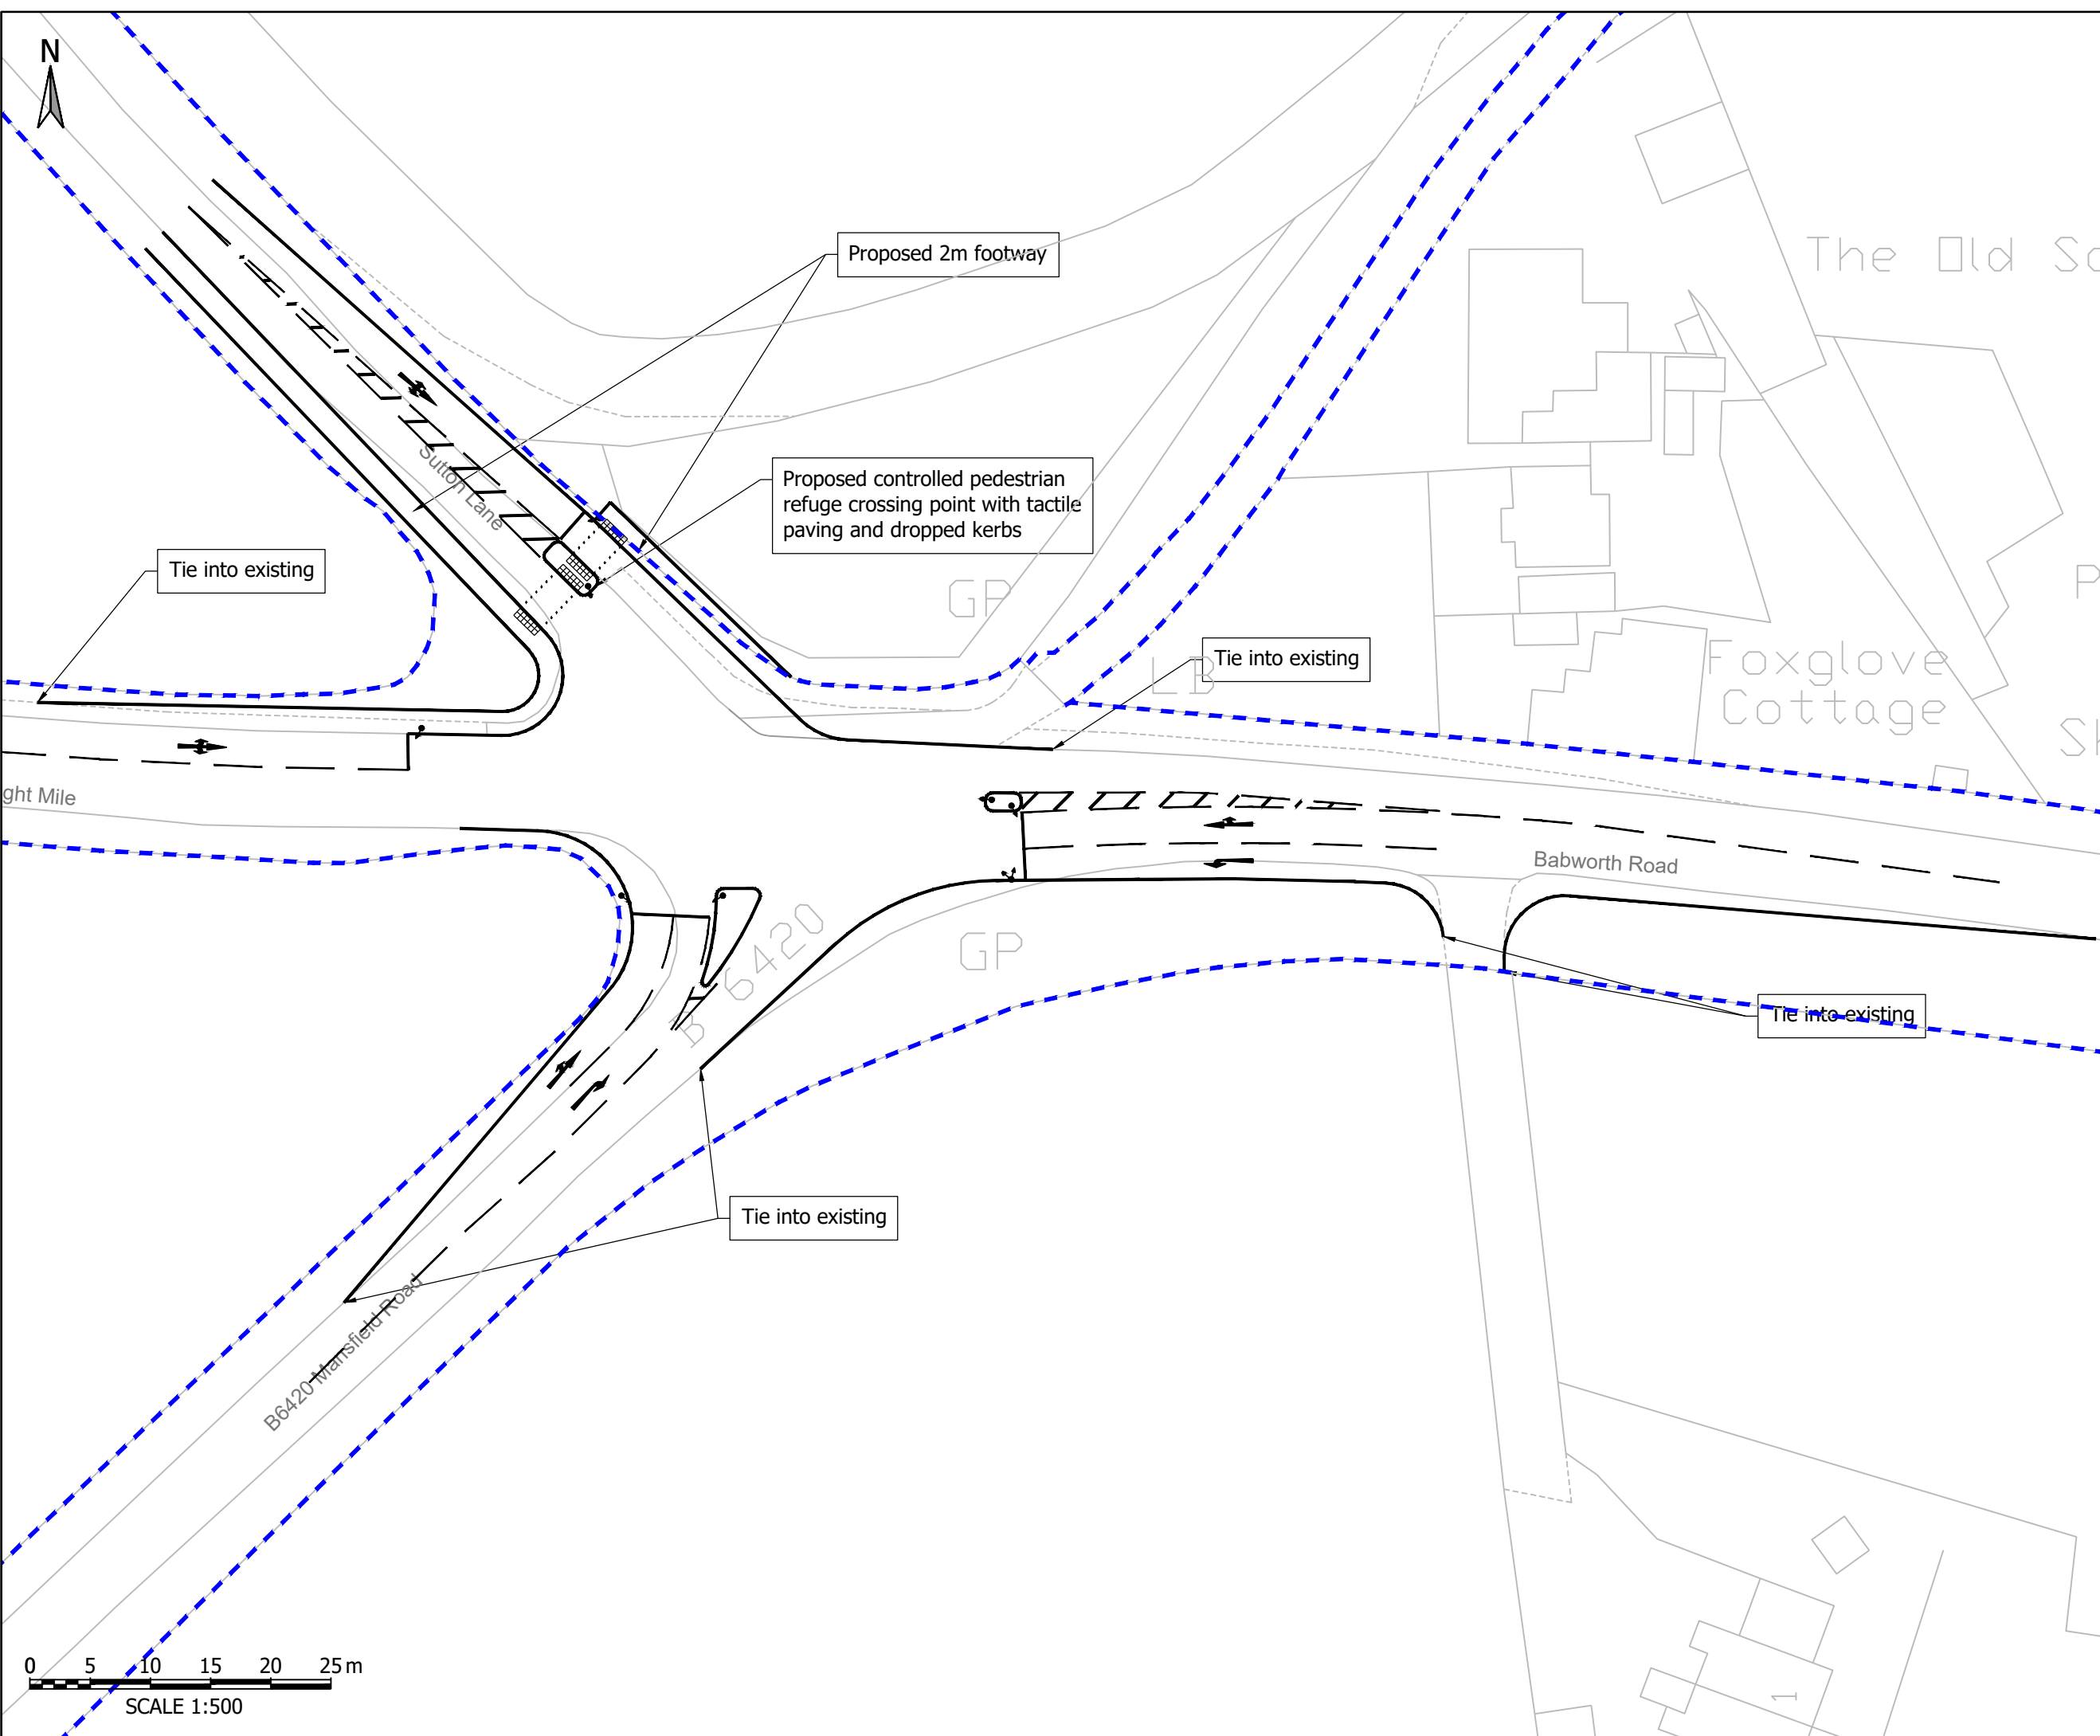 N
Proposed 2m footway
The Old Sc
Proposed controlled pedestrian
refuge crossing point with tactile
paving and dropped kerbs
Sutton Lane
Tie into existing
GP
P
Tie into existing
LB
Foxglove
Cottage
Sh
ght Mile
Babworth Road
B 6420
GP
Tie into existing
Tie into existing
B6420 Mansfield Road
0 5 10 15 20 25 m
SCALE 1:500
1